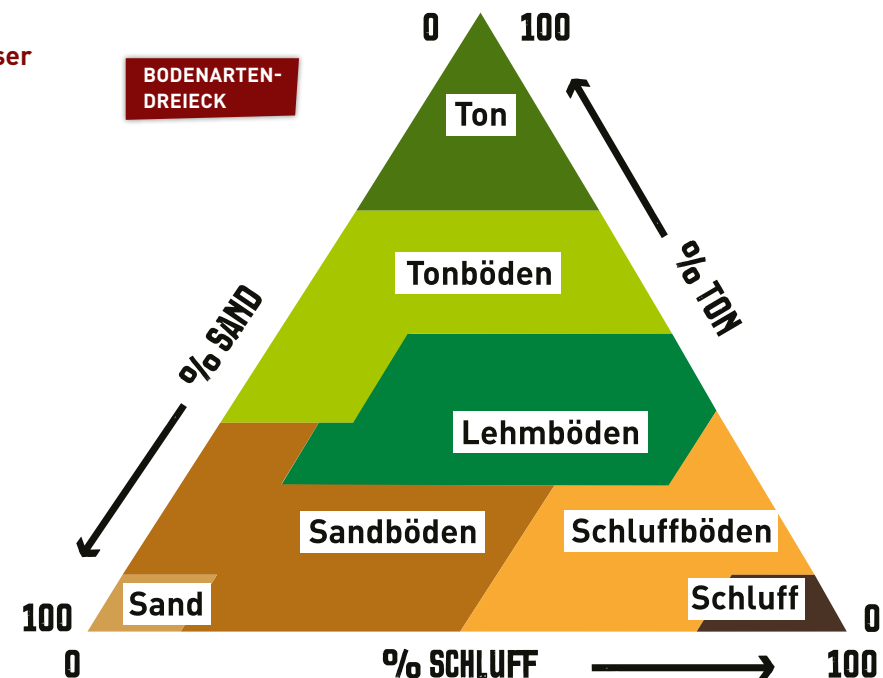 ser
BODENARTEN-
DREIECK
0
100
Ton
Tonböden
% TON
% SAND
Lehmböden
Sandböden
Schluffböden
Sand
Schluff
100
0
0
% SCHLUFF
100